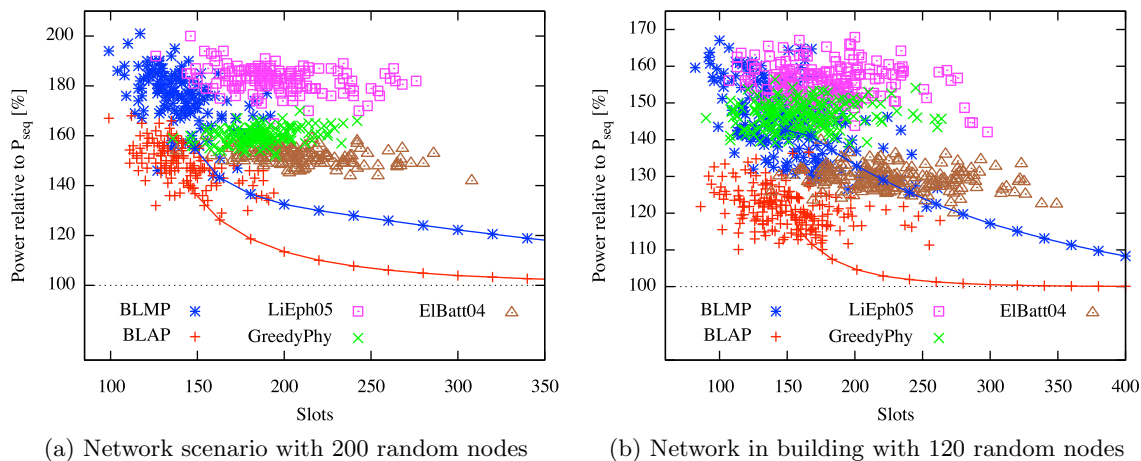 200
180
160
140
120
100
Power relative to Pseq [%]
BLMP
LiEph05
ElBatt04
BLAP
GreedyPhy
100 150 200 250 300 350
Slots
(a) Network scenario with 200 random nodes
170
160
150
140
130
120
110
100
Power relative to Pseq [%]
BLMP
LiEph05
ElBatt04
BLAP
GreedyPhy
100 150 200 250 300 350 400
Slots
(b) Network in building with 120 random nodes